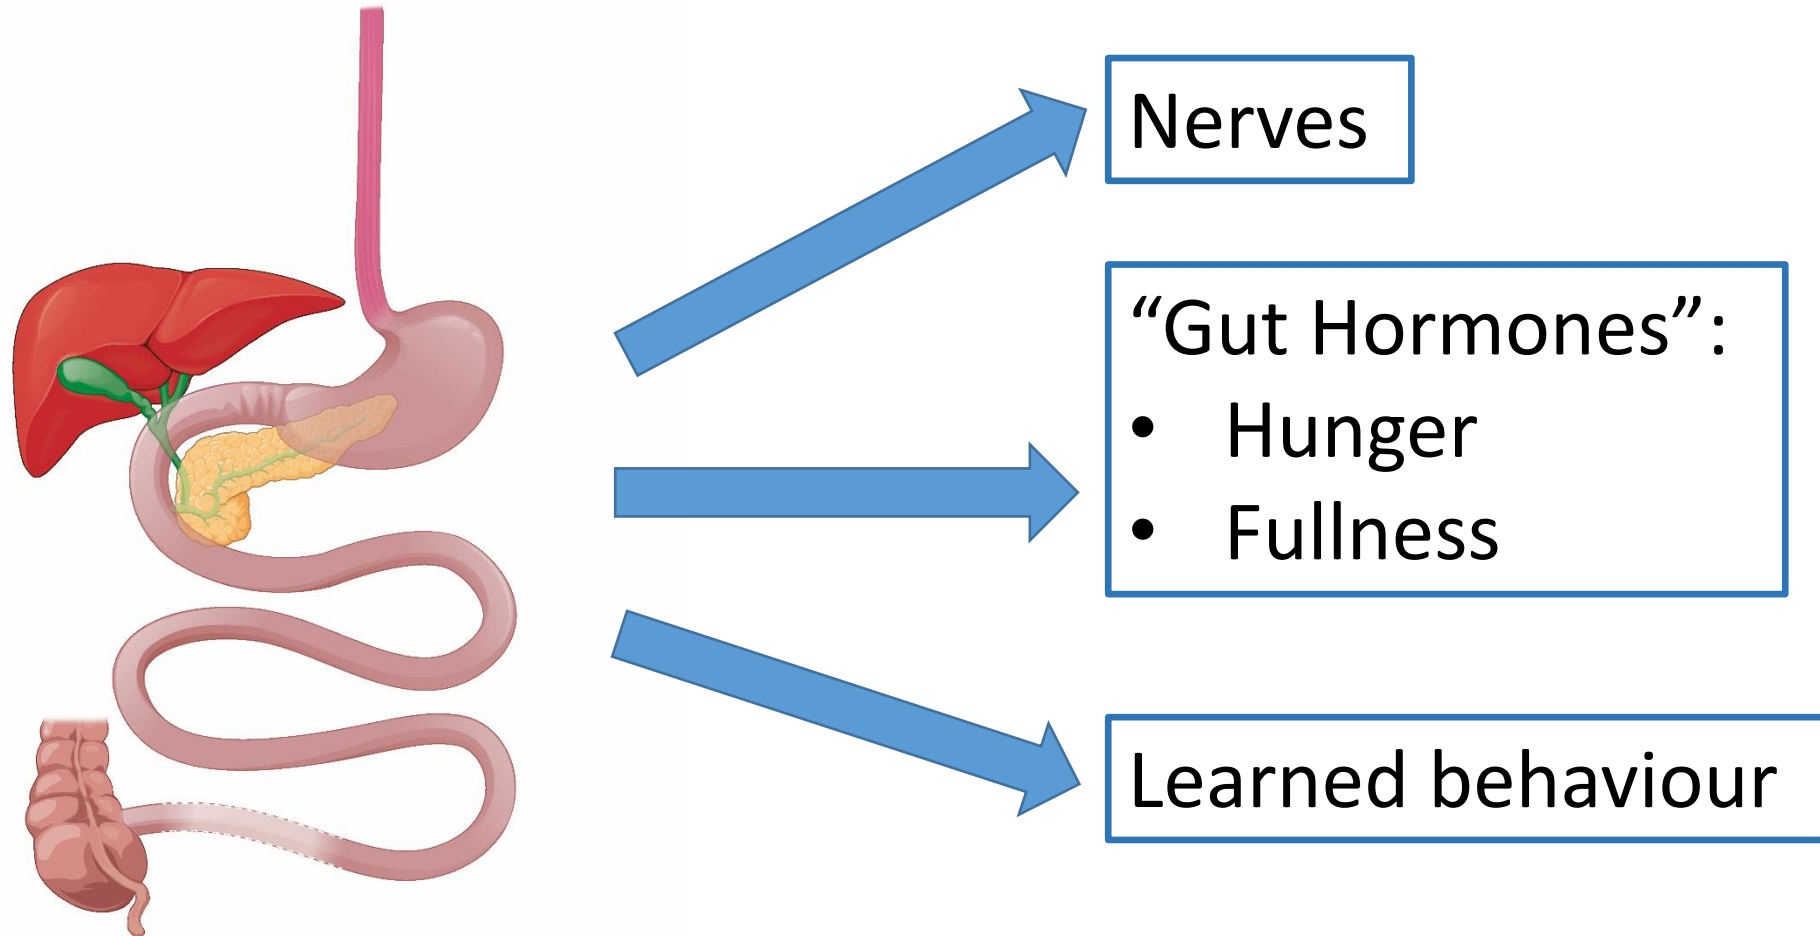 Nerves
“Gut Hormones”:
• Hunger
• Fullness
Learned behaviour